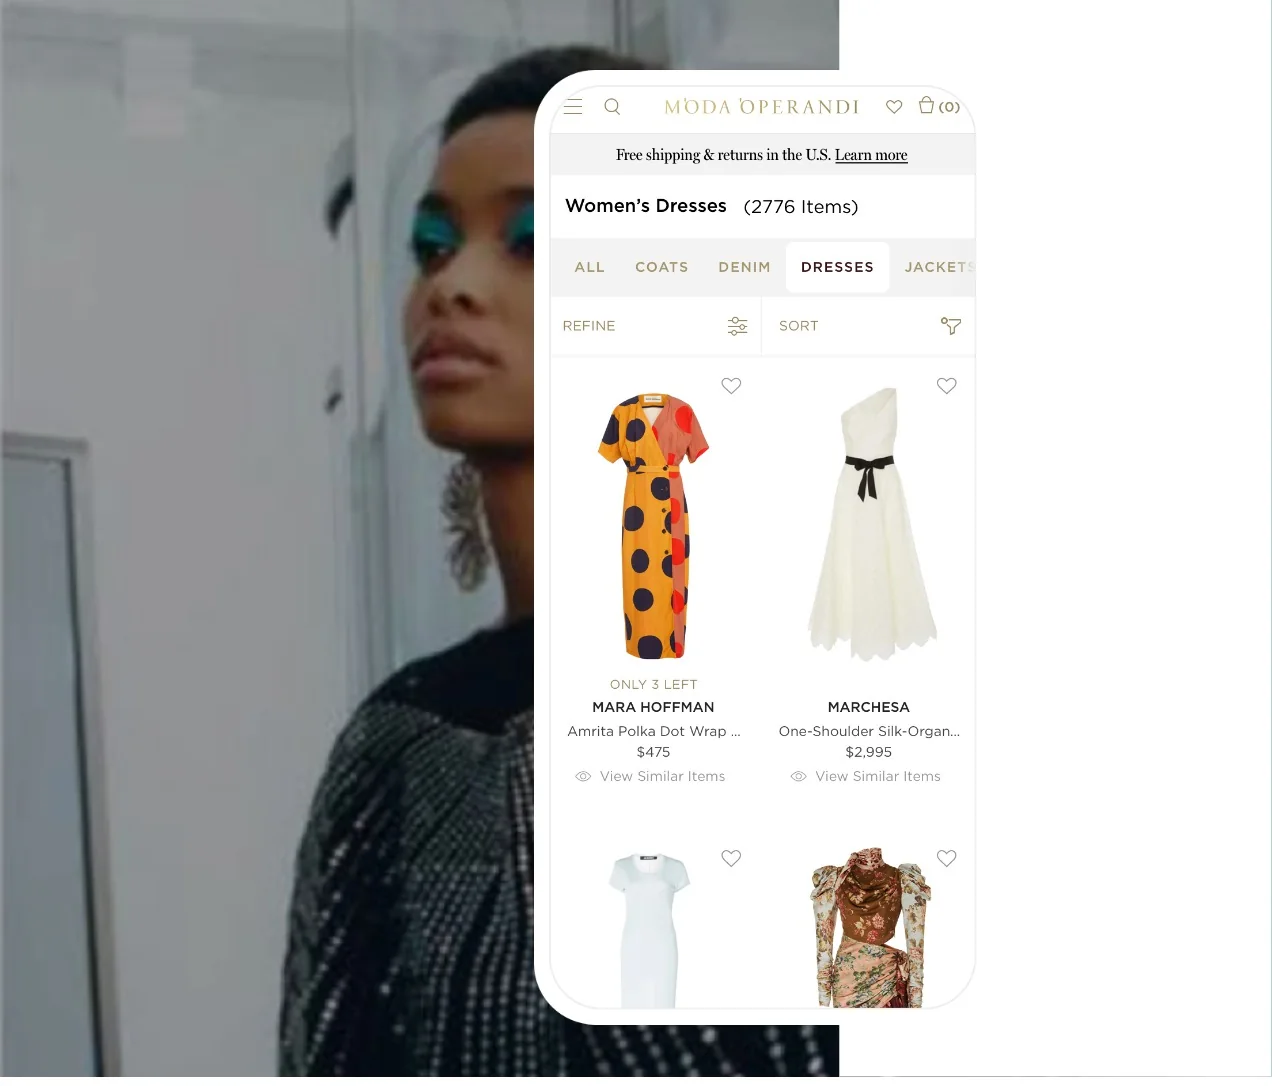 MODA OPERANDI
(0)
Free shipping & returns in the U.S. Learn more
Women's Dresses (2776 Items)
ALL COATS DENIM DRESSES JACKETS
REFINE SORT
ONLY 3 LEFT
MARA HOFFMAN
Amrita Polka Dot Wrap ...
$475
View Similar Items
MARCHESA
One-Shoulder Silk-Organ...
$2,995
View Similar Items